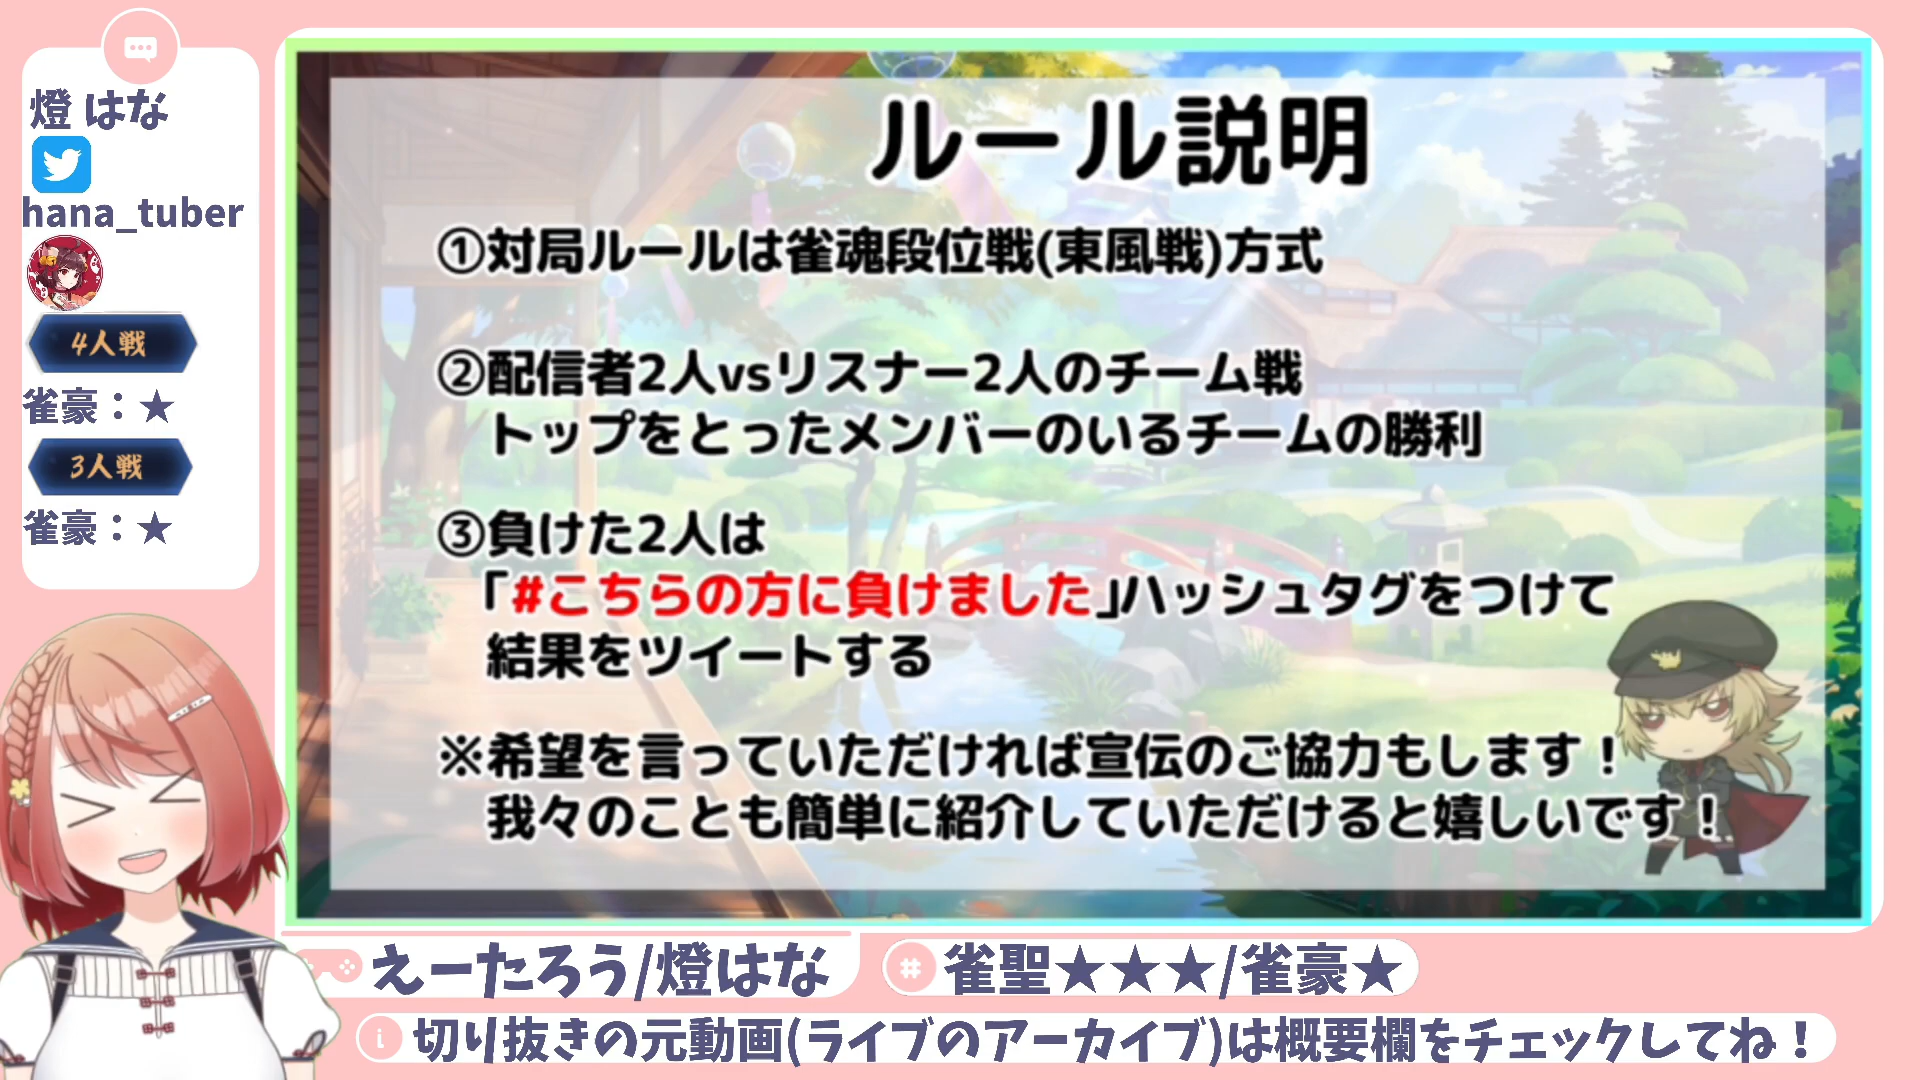 燈 はな
hana_tuber
4人戦
雀豪：★
3人戦
雀豪：★
ルール説明
①対局ルールは雀魂段位戦(東風戦)方式
②配信者2人vsリスナー2人のチーム戦
トップをとったメンバーのいるチームの勝利
③負けた2人は
「#こちらの方に負けました」ハッシュタグをつけて
結果をツイートする
※希望を言っていただければ宣伝のご協力もします！
我々のことも簡単に紹介していただけると嬉しいです！
えーたろう/燈はな
# 雀聖★★★/雀豪★
i 切り抜きの元動画(ライブのアーカイブ)は概要欄をチェックしてね！